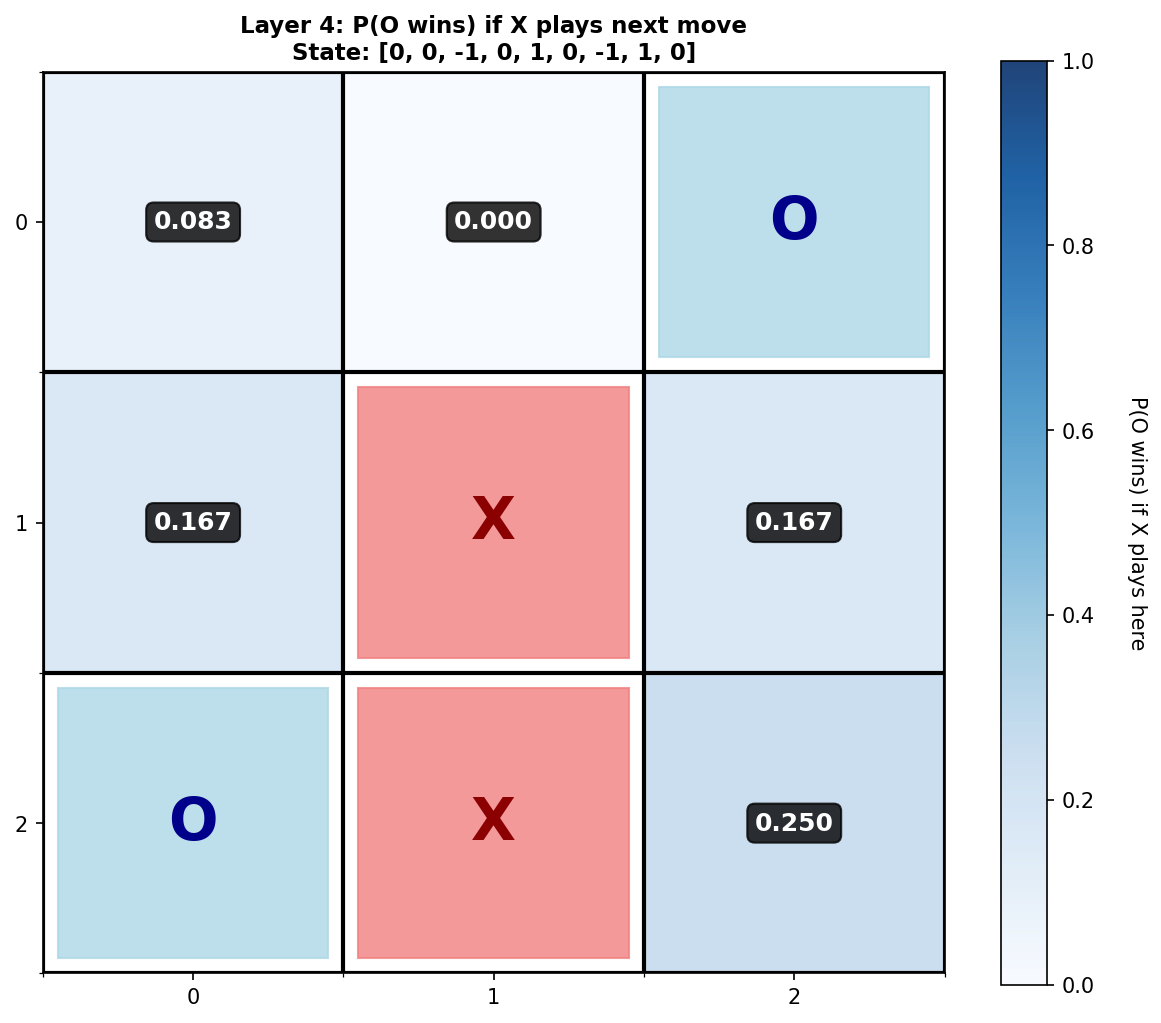 Layer 4: P(O wins) if X plays next move
State: [0, 0, -1, 0, 1, 0, -1, 1, 0]
0
0.083
0.000
O
1
0.167
X
0.167
2
O
X
0.250
0
1
2
1.0
0.8
0.6
0.4
0.2
0.0
P(O wins) if X plays here